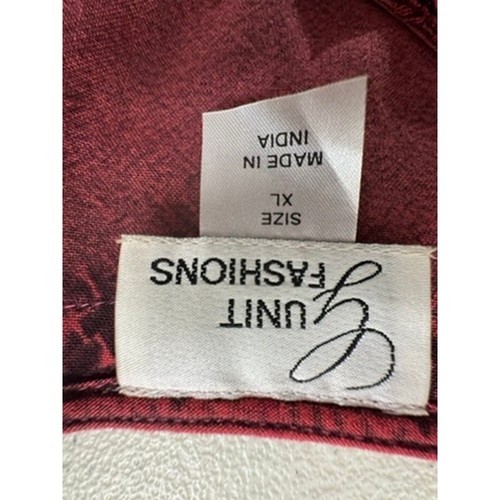 G UNIT
FASHIONS
SIZE
XL
MADE IN
INDIA